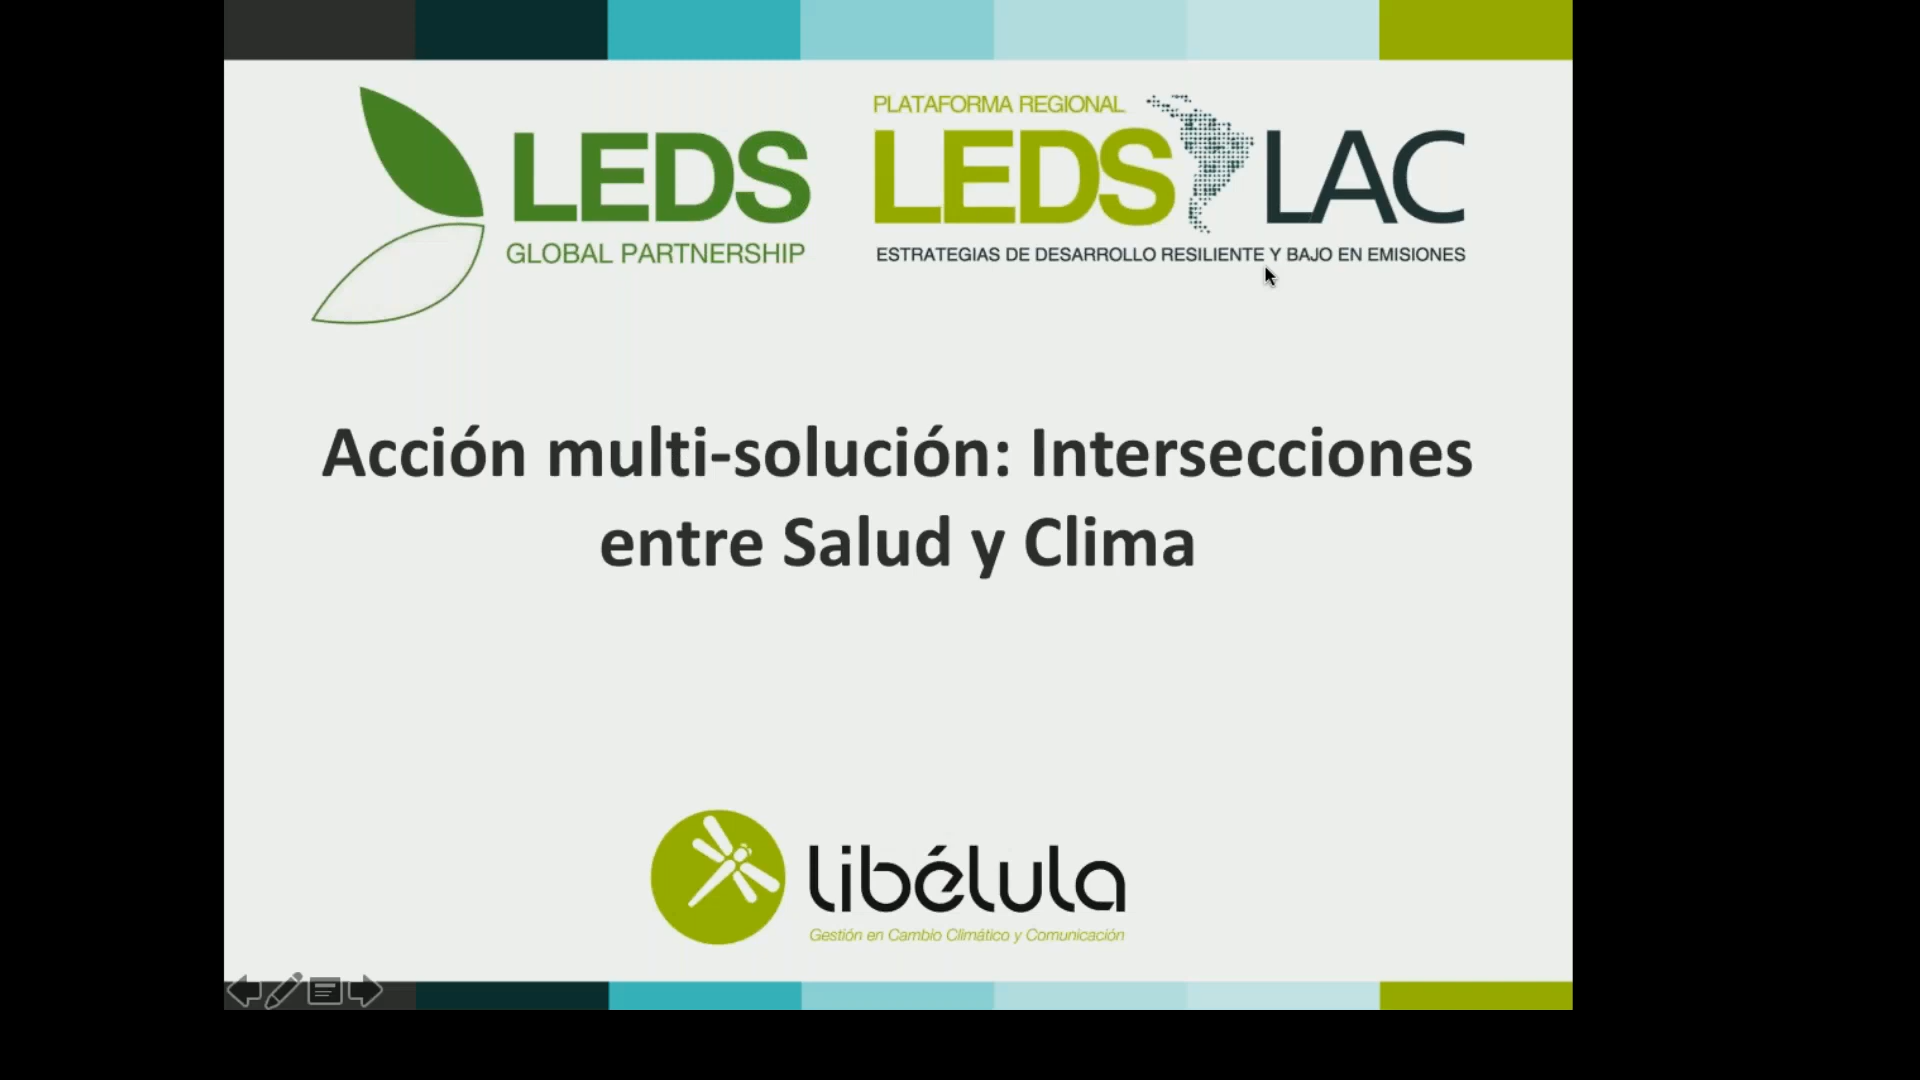 LEDS
GLOBAL PARTNERSHIP
PLATAFORMA REGIONAL
LEDS LAC
ESTRATEGIAS DE DESARROLLO RESILIENTE Y BAJO EN EMISIONES
Acción multi-solución: Intersecciones
entre Salud y Clima
libélula
Gestión en Cambio Climático y Comunicación